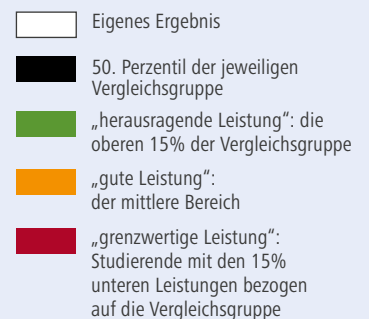 Eigenes Ergebnis
50. Perzentil der jeweiligen
Vergleichsgruppe
„herausragende Leistung“: die
oberen 15% der Vergleichsgruppe
„gute Leistung“:
der mittlere Bereich
„grenzwertige Leistung“:
Studierende mit den 15%
unteren Leistungen bezogen
auf die Vergleichsgruppe